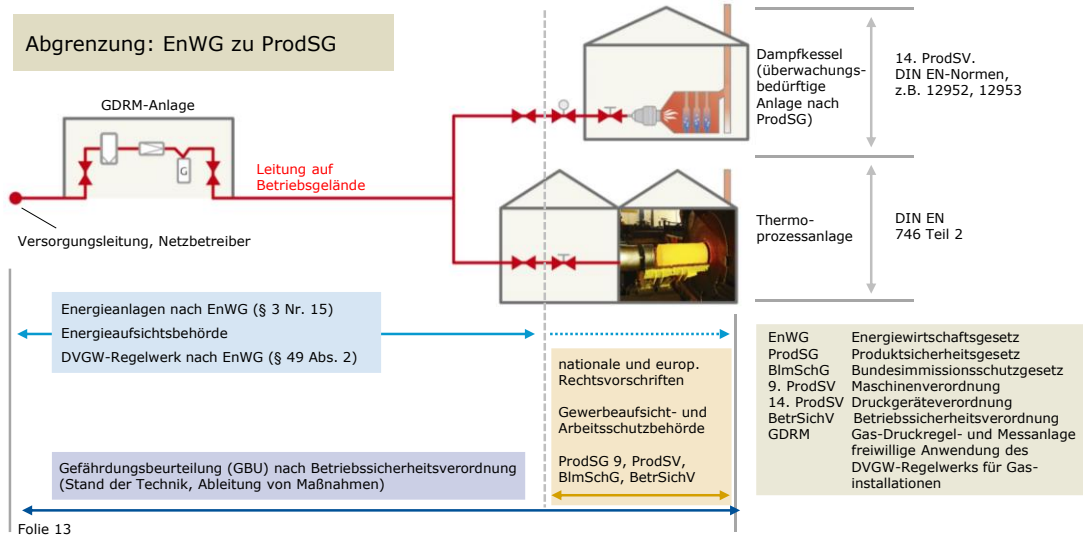 Abgrenzung: EnWG zu ProdSG
GDRM-Anlage
G
Leitung auf
Betriebsgelände
Versorgungsleitung, Netzbetreiber
Dampfkessel
(überwachungs-
bedürftige
Anlage nach
ProdSG)
14. ProdSV.
DIN EN-Normen,
z.B. 12952, 12953
Thermo-
prozessanlage
DIN EN
746 Teil 2
Energieanlagen nach EnWG (§ 3 Nr. 15)
Energieaufsichtsbehörde
DVGW-Regelwerk nach EnWG (§ 49 Abs. 2)
nationale und europ.
Rechtsvorschriften
Gewerbeaufsicht- und
Arbeitsschutzbehörde
ProdSG 9, ProdSV,
BlmSchG, BetrSichV
Gefährdungsbeurteilung (GBU) nach Betriebssicherheitsverordnung
(Stand der Technik, Ableitung von Maßnahmen)
EnWG Energiewirtschaftsgesetz
ProdSG Produktsicherheitsgesetz
BlmSchG Bundesimmissionsschutzgesetz
9. ProdSV Maschinenverordnung
14. ProdSV Druckgeräteverordnung
BetrSichV Betriebssicherheitsverordnung
GDRM Gas-Druckregel- und Messanlage
freiwillige Anwendung des
DVGW-Regelwerks für Gas-
installationen
Folie 13